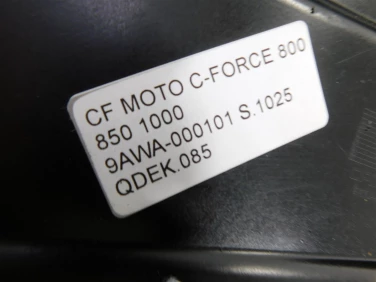 CF MOTO C-FORCE 800
850 1000
9AWA-000101 S.1025
QDEK.085